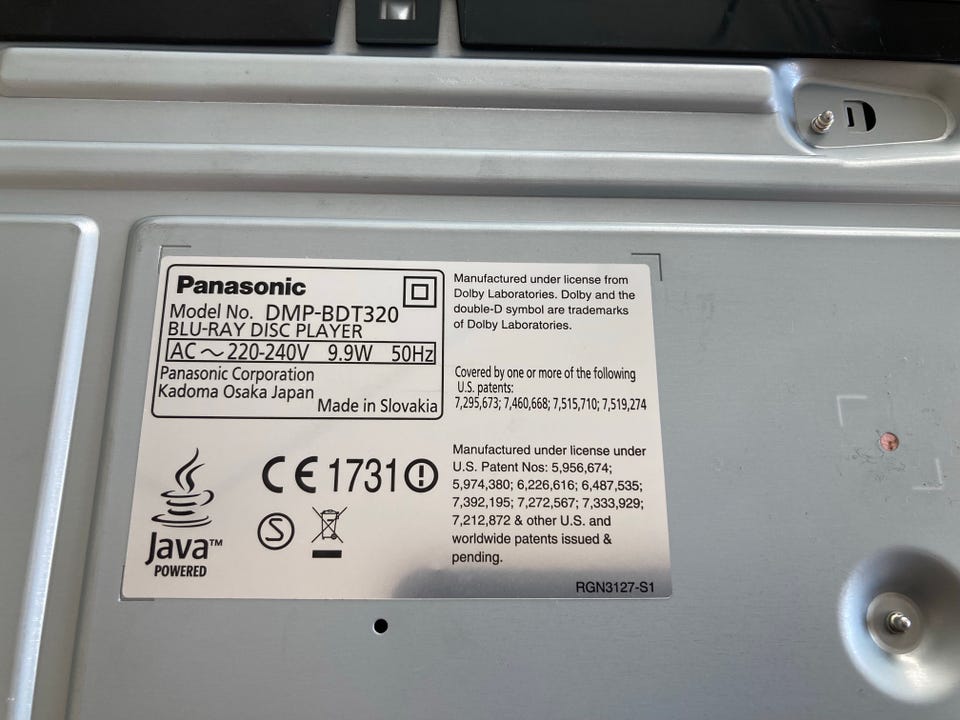 Panasonic
Model No. DMP-BDT320
BLU-RAY DISC PLAYER
AC ～ 220-240V 9.9W 50Hz
Panasonic Corporation
Kadoma Osaka Japan
Made in Slovakia
Manufactured under license from
Dolby Laboratories. Dolby and the
double-D symbol are trademarks
of Dolby Laboratories.
Covered by one or more of the following
U.S. patents:
7,295,673; 7,460,668; 7,515,710; 7,519,274
Java™
POWERED
CE 1731
S
Manufactured under license under
U.S. Patent Nos: 5,956,674;
5,974,380; 6,226,616; 6,487,535;
7,392,195; 7,272,567; 7,333,929;
7,212,872 & other U.S. and
worldwide patents issued &
pending.
RGN3127-S1